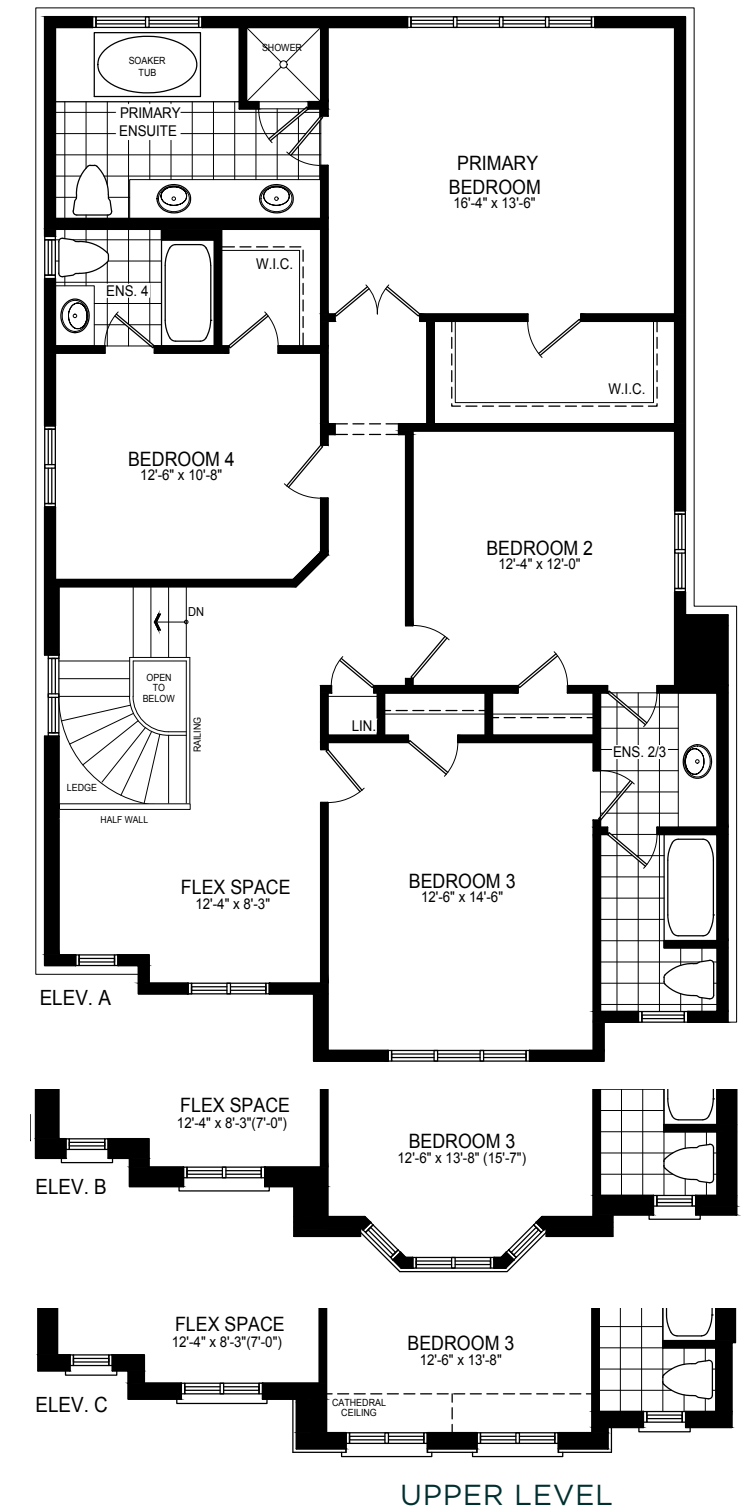 SHOWER
SOAKER
TUB
PRIMARY
ENSUITE
PRIMARY
BEDROOM
16'-4" x 13'-6"
W.I.C.
ENS. 4
W.I.C.
BEDROOM 4
12'-6" x 10'-8"
BEDROOM 2
12'-4" x 12'-0"
DN
OPEN
TO
BELOW
RAILING
LIN.
ENS. 2/3
LEDGE
HALF WALL
FLEX SPACE
12'-4" x 8'-3"
BEDROOM 3
12'-6" x 14'-6"
ELEV. A
FLEX SPACE
12'-4" x 8'-3"(7'-0")
BEDROOM 3
12'-6" x 13'-8" (15'-7")
ELEV. B
FLEX SPACE
12'-4" x 8'-3"(7'-0")
BEDROOM 3
12'-6" x 13'-8"
CATHEDRAL
CEILING
ELEV. C
UPPER LEVEL